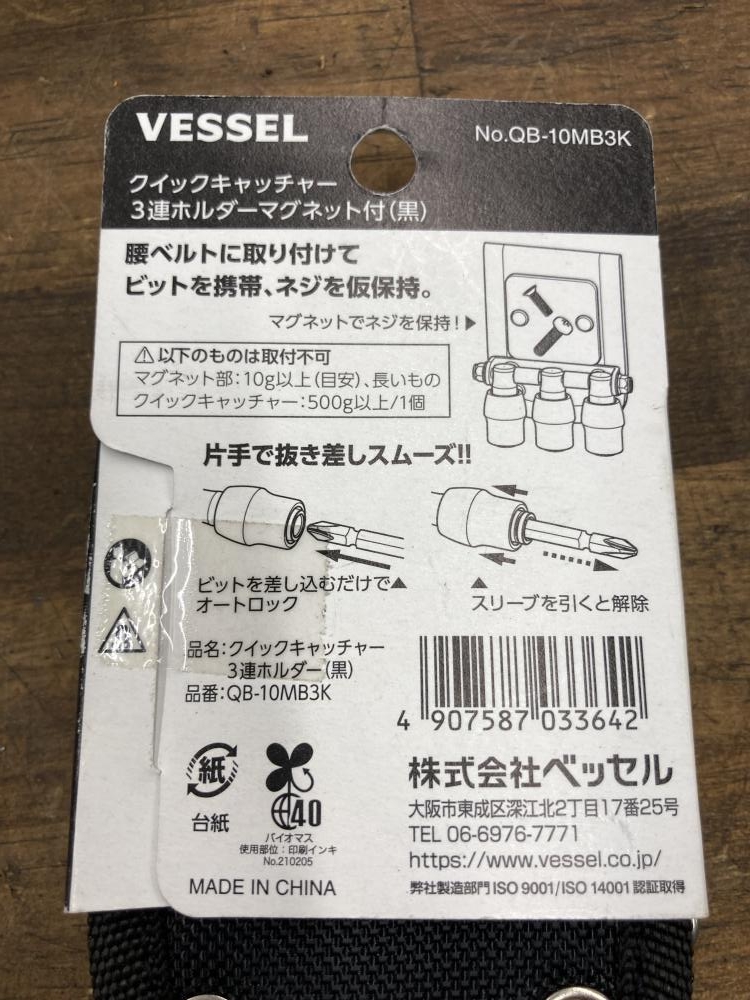 VESSEL
No.QB-10MB3K
クイックキャッチャー
3連ホルダーマグネット付(黒)
腰ベルトに取り付けて
ビットを携帯、ネジを仮保持。
マグネットでネジを保持!▶
⚠以下のものは取付不可
マグネット部:10g以上(目安)、長いもの
クイックキャッチャー:500g以上/1個
片手で抜き差しスムーズ!!
ビットを差し込むだけで▲
オートロック
▲
スリーブを引くと解除
品名:クイックキャッチャー
3連ホルダー(黒)
品番:QB-10MB3K
4 907587 033642
紙
台紙
40
バイオマス
使用部位:印刷インキ
No.210205
株式会社ベッセル
大阪市東成区深江北2丁目17番25号
TEL 06-6976-7771
https://www.vessel.co.jp/
MADE IN CHINA
弊社製造部門 ISO 9001/ISO 14001 認証取得